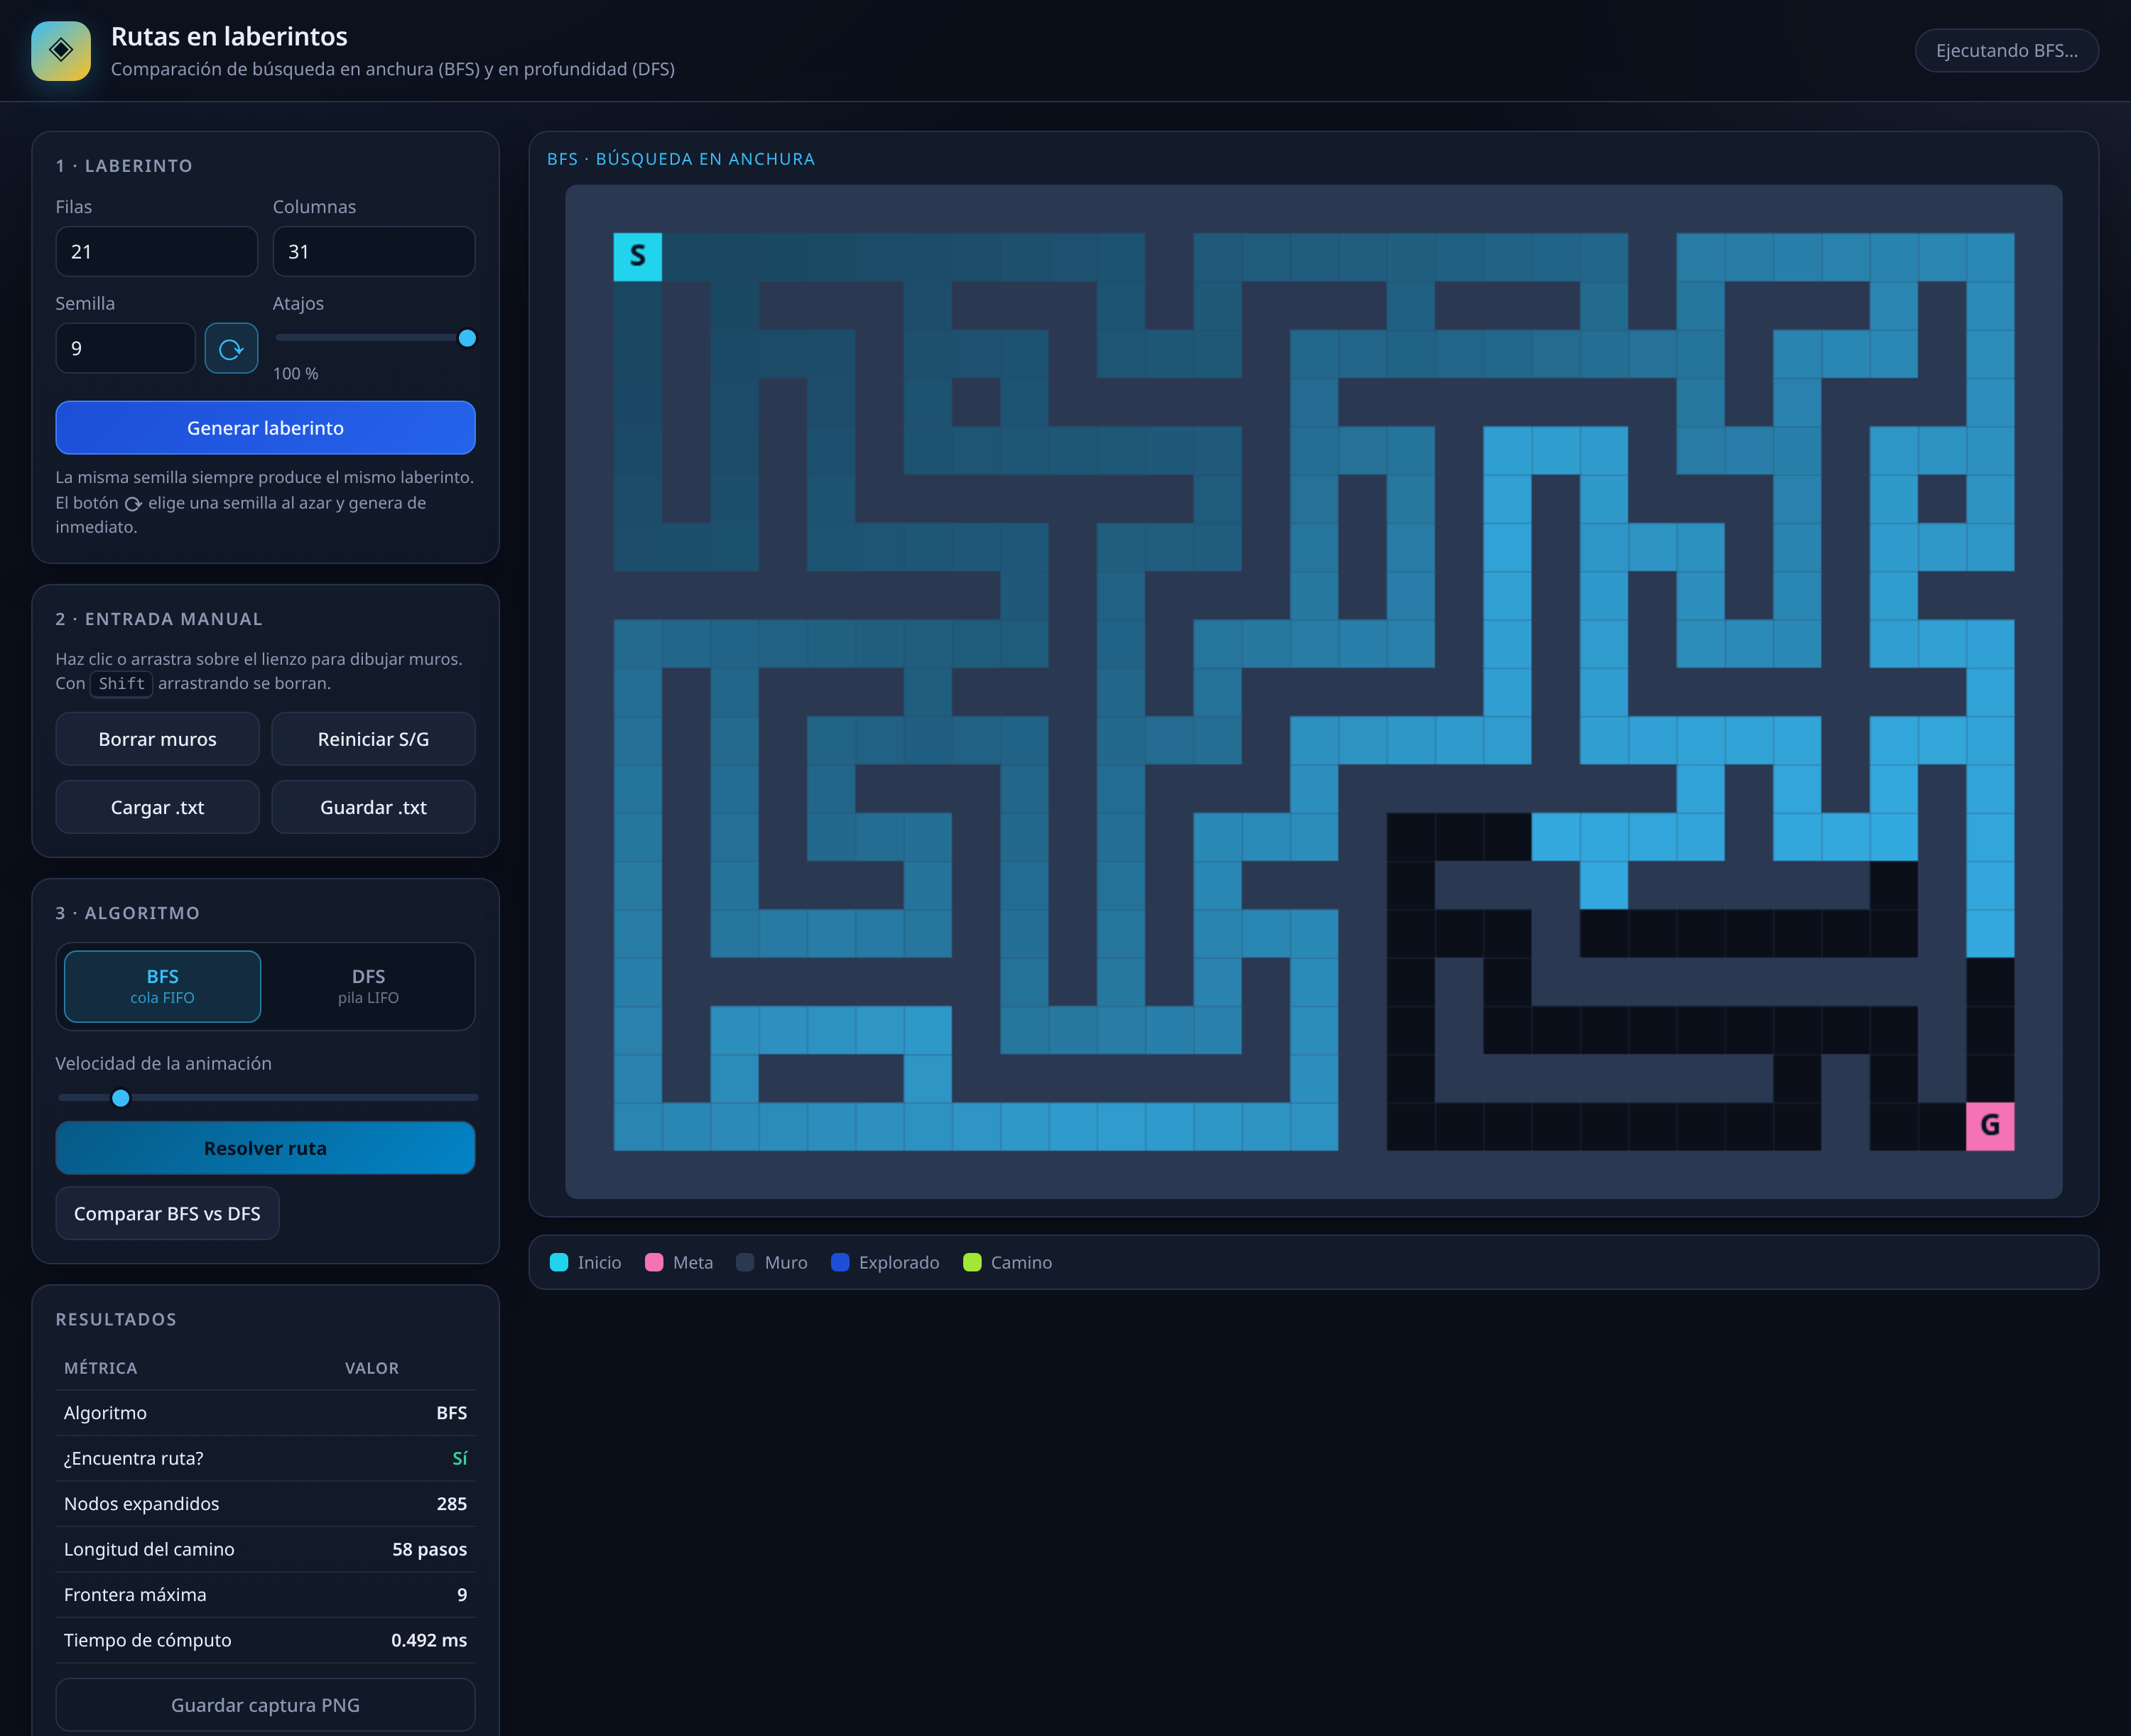 Rutas en laberintos
Comparación de búsqueda en anchura (BFS) y en profundidad (DFS)
Ejecutando BFS...
1 · LABERINTO
Filas
Columnas
21
31
Semilla
Atajos
9
100 %
Generar laberinto
La misma semilla siempre produce el mismo laberinto.
El botón ⟳ elige una semilla al azar y genera de
inmediato.
2 · ENTRADA MANUAL
Haz clic o arrastra sobre el lienzo para dibujar muros.
Con Shift arrastrando se borran.
Borrar muros
Reiniciar S/G
Cargar .txt
Guardar .txt
3 · ALGORITMO
BFS
cola FIFO
DFS
pila LIFO
Velocidad de la animación
Resolver ruta
Comparar BFS vs DFS
RESULTADOS
MÉTRICA VALOR
Algoritmo BFS
¿Encuentra ruta? Sí
Nodos expandidos 285
Longitud del camino 58 pasos
Frontera máxima 9
Tiempo de cómputo 0.492 ms
Guardar captura PNG
BFS · BÚSQUEDA EN ANCHURA
S
G
Inicio Meta Muro Explorado Camino